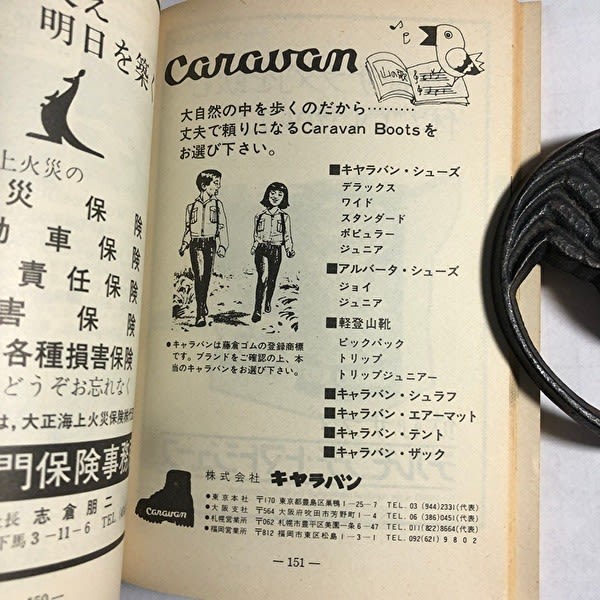 明日を築
上火災の
災保険
動車保険
責任保険
害保険
各種損害保険
どうぞお忘れなく
は、大正海上火災保険株
門保険事務
長 志倉朋二
下馬3-11-6 TEL
caravan
山の歌
大自然の中を歩くのだから………
丈夫で頼りになるCaravan Bootsを
お選び下さい。
■キャラバン・シューズ
デラックス
ワイド
スタンダード
ポピュラー
ジュニア
■アルバータ・シューズ
ジョイ
ジュニア
■軽登山靴
ピックパック
トリップ
トリップジュニアー
■キャラバン・シュラフ
■キャラバン・エアーマット
■キャラバン・テント
■キャラバン・ザック
●キャラバンは藤倉ゴムの登録商標
です。ブランドをご確認の上、本
当のキャラバンをお選び下さい。
Caravan
株式会社 キャラバン
●東京本社 〒170 東京都豊島区巣鴨1-25-7 TEL. 03 (944)2331(代表)
●大阪支社 〒564 大阪府吹田市芳野町1-4 TEL. 06 (386)0451(代表)
●札幌営業所 〒062 札幌市豊平区美園一条6-47 TEL. 011(822)8664(代表)
●福岡営業所 〒812 福岡市東区松島1-3-1 TEL. 092(621)9802
―151―